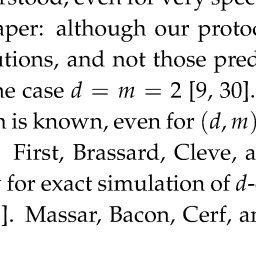 rstood, even for very spec
aper: although our protoc
utions, and not those pred
ne case d = m = 2 [9, 30].
n is known, even for (d, m)
First, Brassard, Cleve, a
for exact simulation of d-
]. Massar, Bacon, Cerf, an